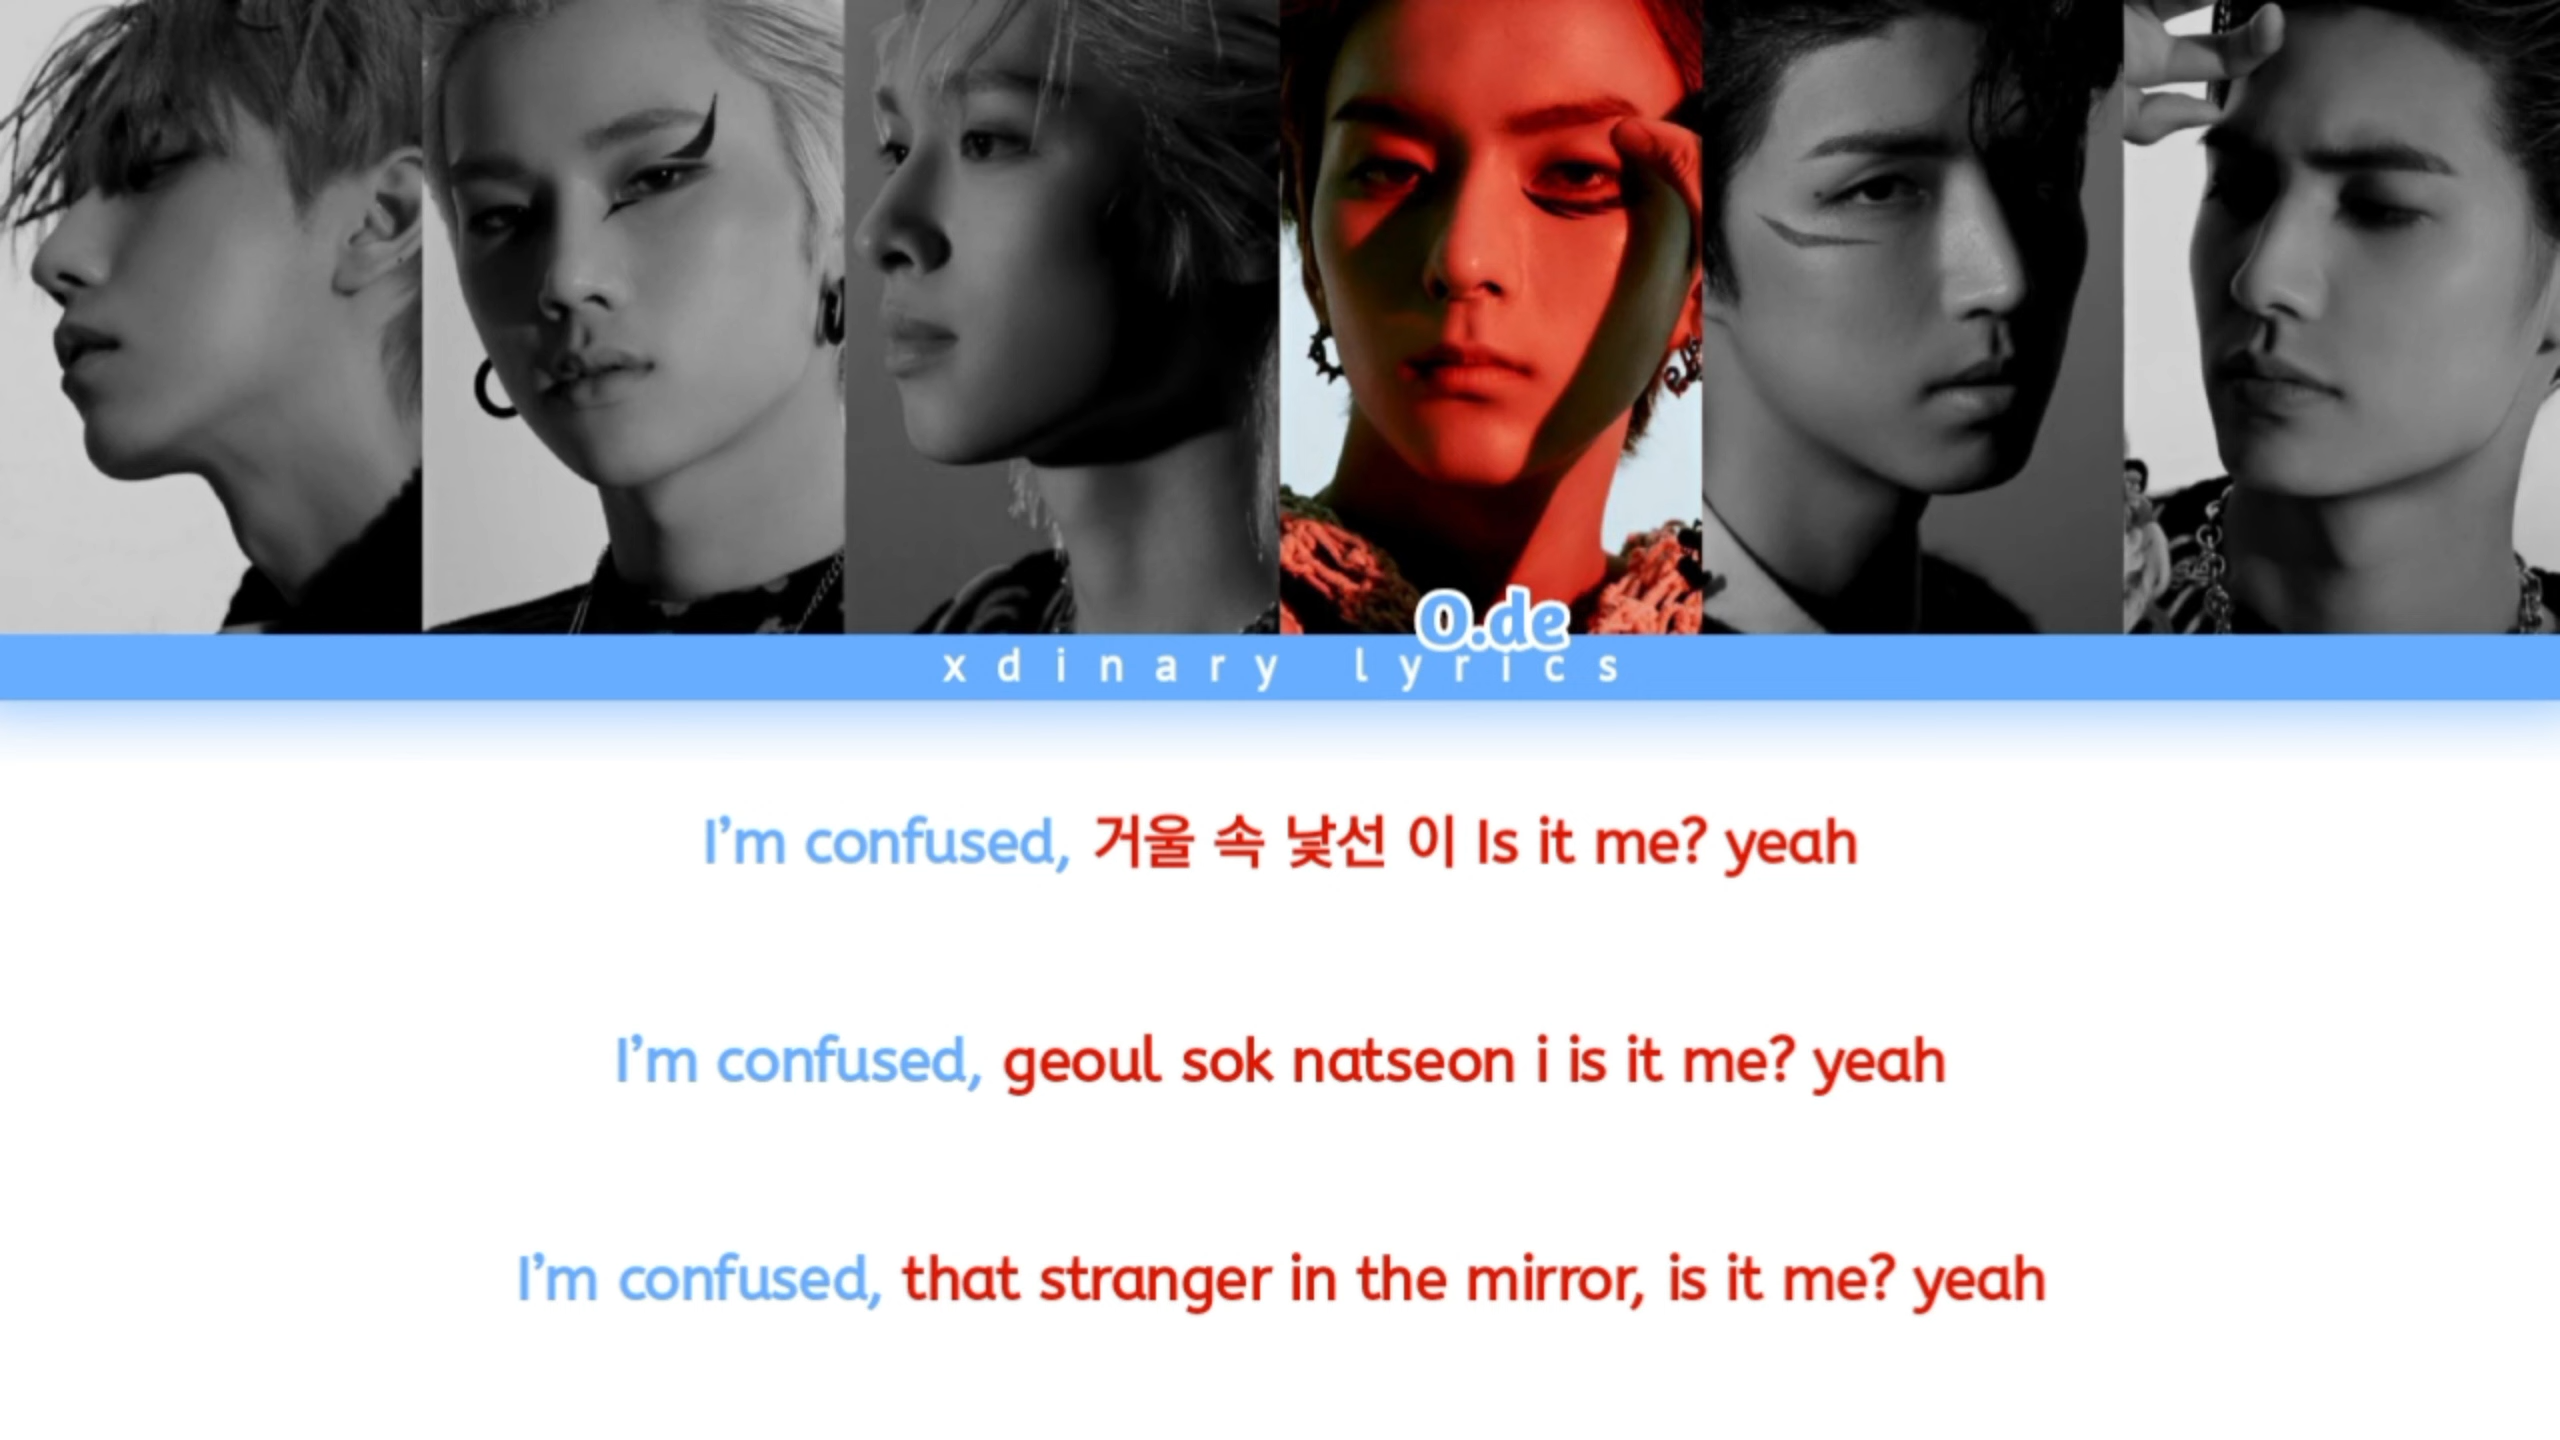 O.de
xdinary lyrics
I’m confused, 거울 속 낯선 이 Is it me? yeah
I’m confused, geoul sok natseon i is it me? yeah
I’m confused, that stranger in the mirror, is it me? yeah